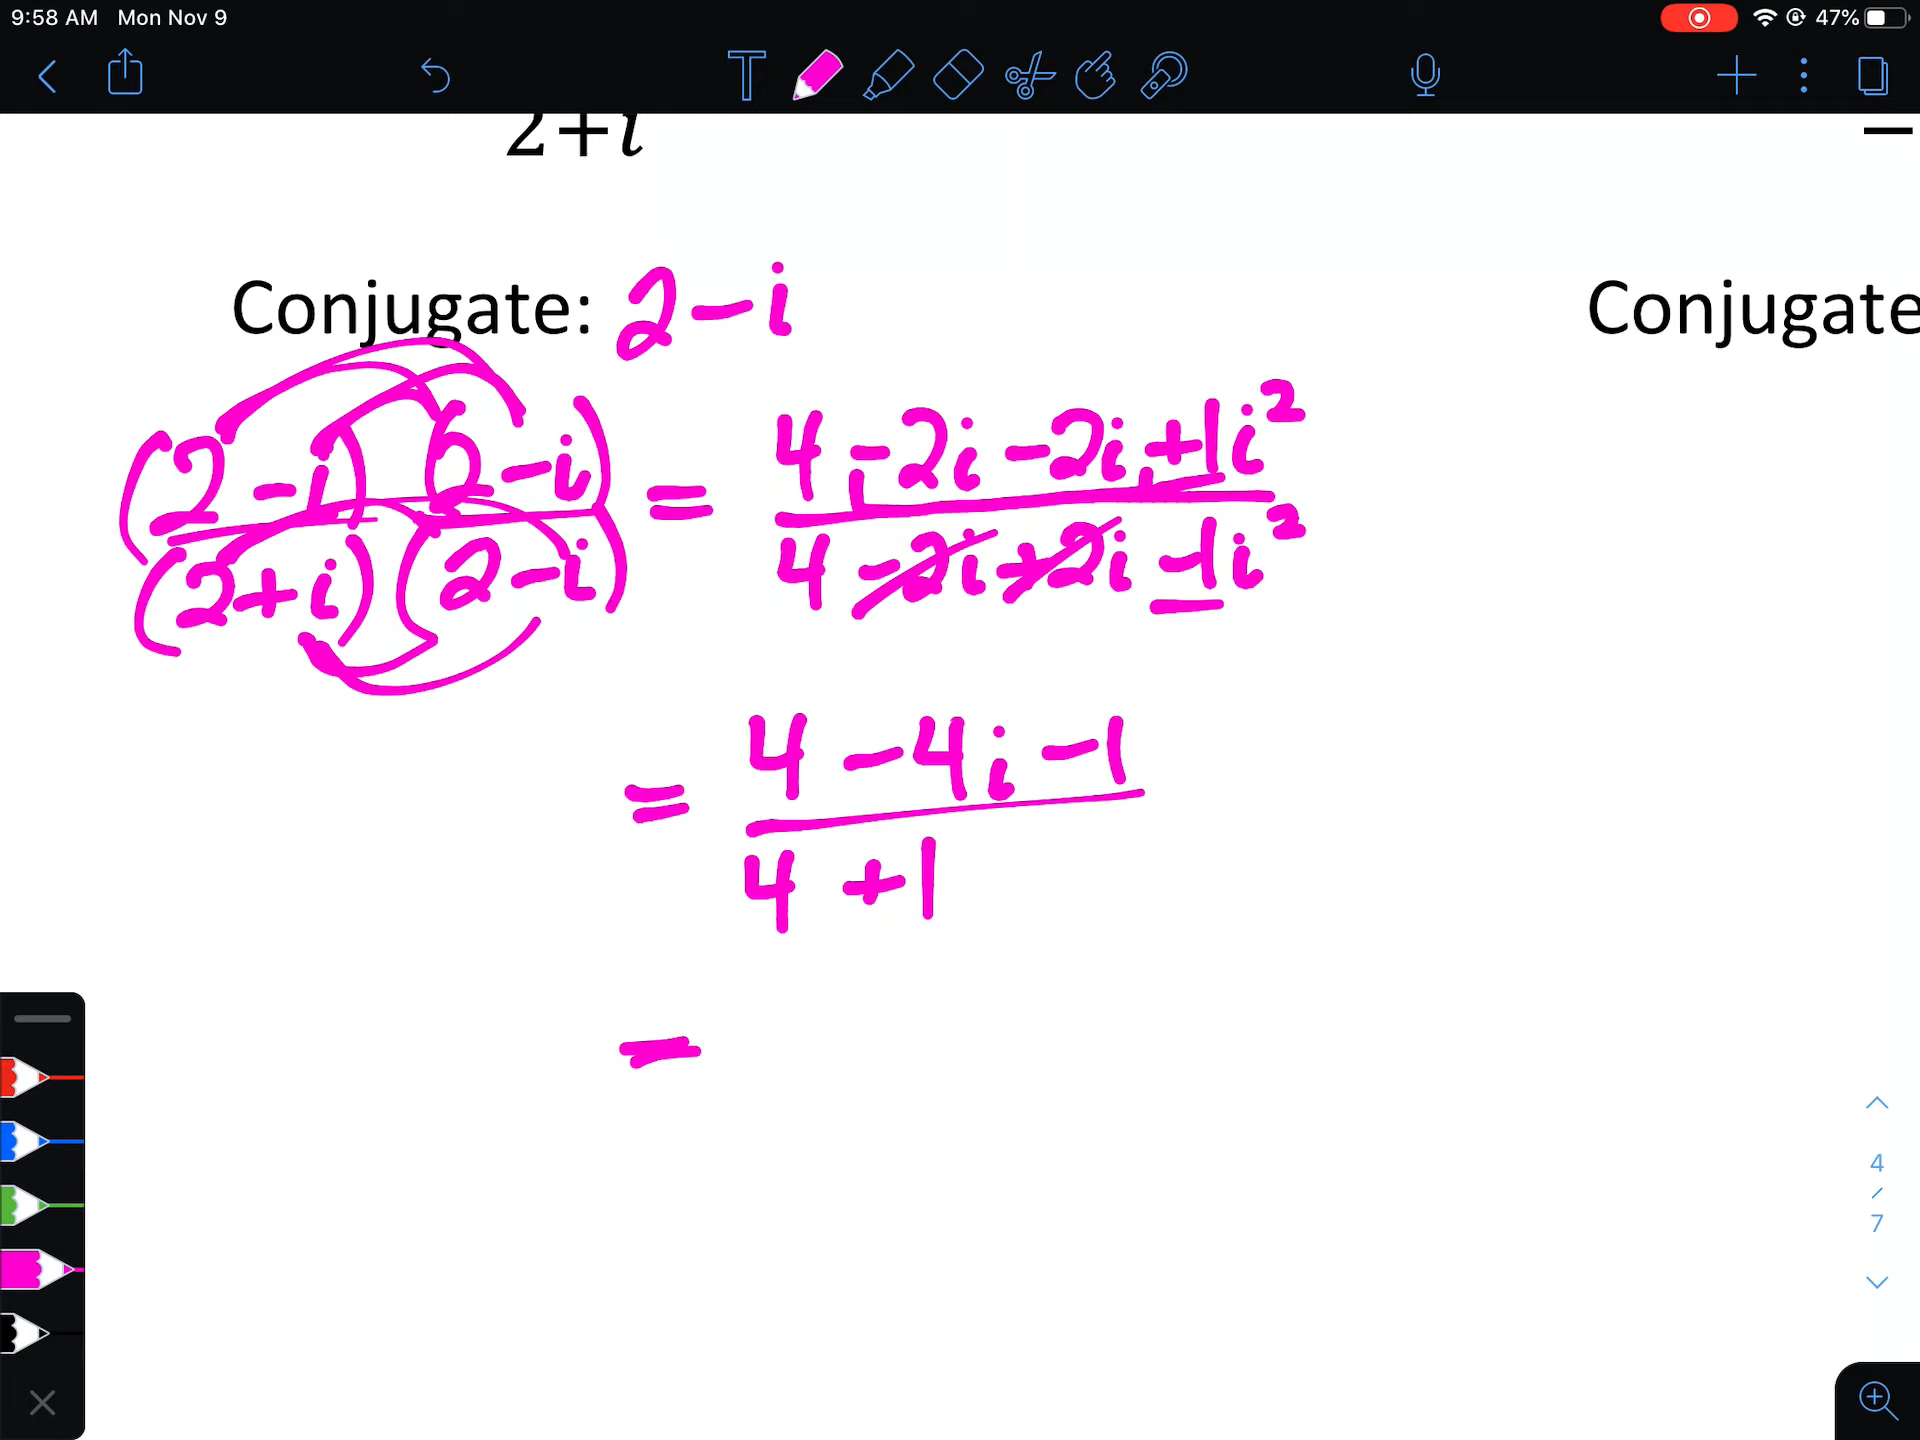 9:58 AM Mon Nov 9 47%
T
2+i
Conjugate: 2-i
Conjugate
(2-i)(2-i) = 4-2i-2i+1i²
(2+i)(2-i) 4-2i+2i-1i²
= 4-4i-1
4+1
=
4
/
7